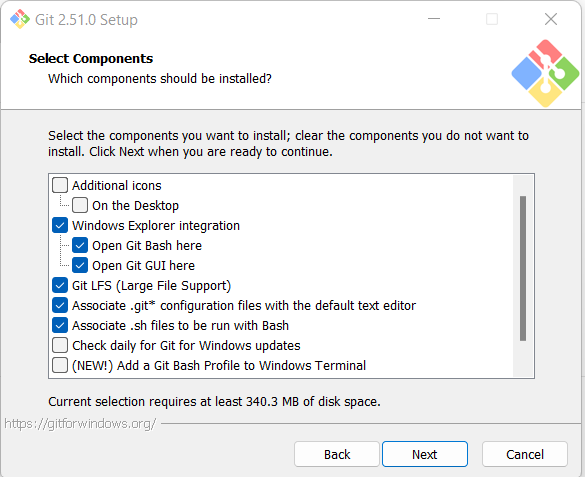 Git 2.51.0 Setup
Select Components
Which components should be installed?
Select the components you want to install; clear the components you do not want to
install. Click Next when you are ready to continue.
Additional icons
On the Desktop
Windows Explorer integration
Open Git Bash here
Open Git GUI here
Git LFS (Large File Support)
Associate .git* configuration files with the default text editor
Associate .sh files to be run with Bash
Check daily for Git for Windows updates
(NEW!) Add a Git Bash Profile to Windows Terminal
Current selection requires at least 340.3 MB of disk space.
https://gitforwindows.org/
Back
Next
Cancel